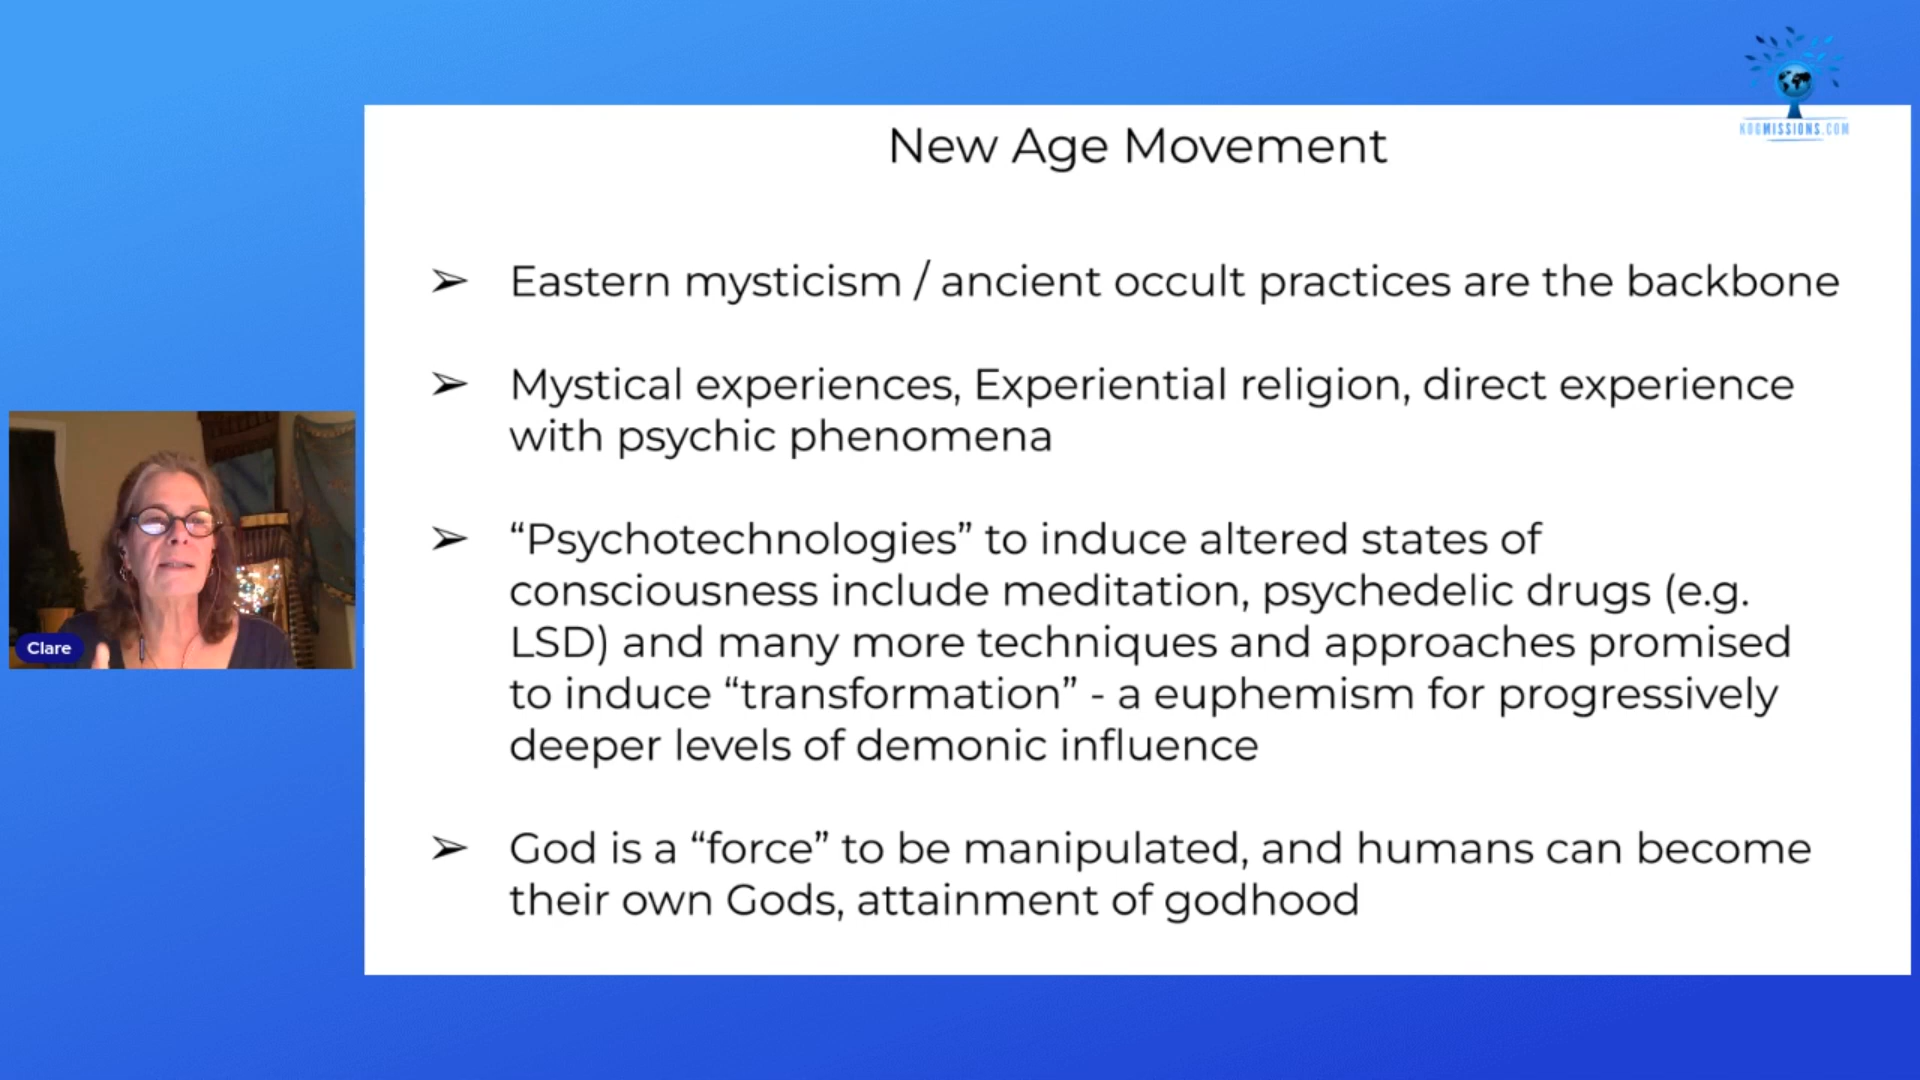 KOGMISSIONS.COM
New Age Movement
➢ Eastern mysticism / ancient occult practices are the backbone
➢ Mystical experiences, Experiential religion, direct experience
with psychic phenomena
➢ “Psychotechnologies” to induce altered states of
consciousness include meditation, psychedelic drugs (e.g.
LSD) and many more techniques and approaches promised
to induce “transformation” - a euphemism for progressively
deeper levels of demonic influence
➢ God is a “force” to be manipulated, and humans can become
their own Gods, attainment of godhood
Clare